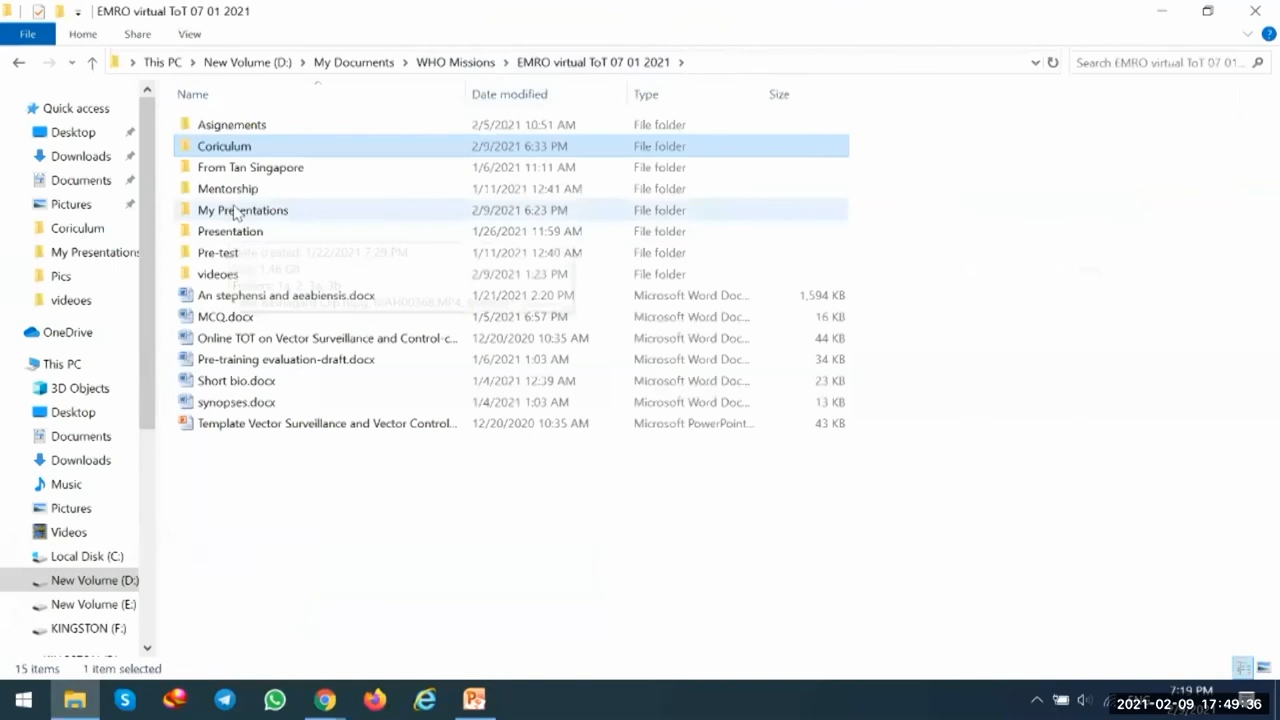 EMRO virtual ToT 07 01 2021
File Home Share View
This PC New Volume (D:) My Documents WHO Missions EMRO virtual ToT 07 01 2021 Search EMRO virtual ToT 07 01...
Name Date modified Type Size
Quick access
Desktop
Downloads
Documents
Pictures
Coriculum
My Presentations
Pics
videoes
OneDrive
This PC
3D Objects
Desktop
Documents
Downloads
Music
Pictures
Videos
Local Disk (C:)
New Volume (D:)
New Volume (E:)
KINGSTON (F:)
Asignements 2/5/2021 10:51 AM File folder
Coriculum 2/9/2021 6:33 PM File folder
From Tan Singapore 1/6/2021 11:11 AM File folder
Mentorship 1/11/2021 12:41 AM File folder
My Presentations 2/9/2021 6:23 PM File folder
Presentation 1/26/2021 11:59 AM File folder
Pre-test 1/11/2021 12:40 AM File folder
videoes 2/9/2021 1:23 PM File folder
An stephensi and aeabiensis.docx 1/21/2021 2:20 PM Microsoft Word Doc... 1,594 KB
MCQ.docx 1/5/2021 6:57 PM Microsoft Word Doc... 16 KB
Online TOT on Vector Surveillance and Control-c... 12/20/2020 10:35 AM Microsoft Word Doc... 44 KB
Pre-training evaluation-draft.docx 1/6/2021 1:03 AM Microsoft Word Doc... 34 KB
Short bio.docx 1/4/2021 12:39 AM Microsoft Word Doc... 23 KB
synopses.docx 1/4/2021 1:03 AM Microsoft Word Doc... 13 KB
Template Vector Surveillance and Vector Control... 12/20/2020 10:35 AM Microsoft PowerPoint... 43 KB
15 items 1 item selected
7:19 PM
2021-02-09 17:49:36